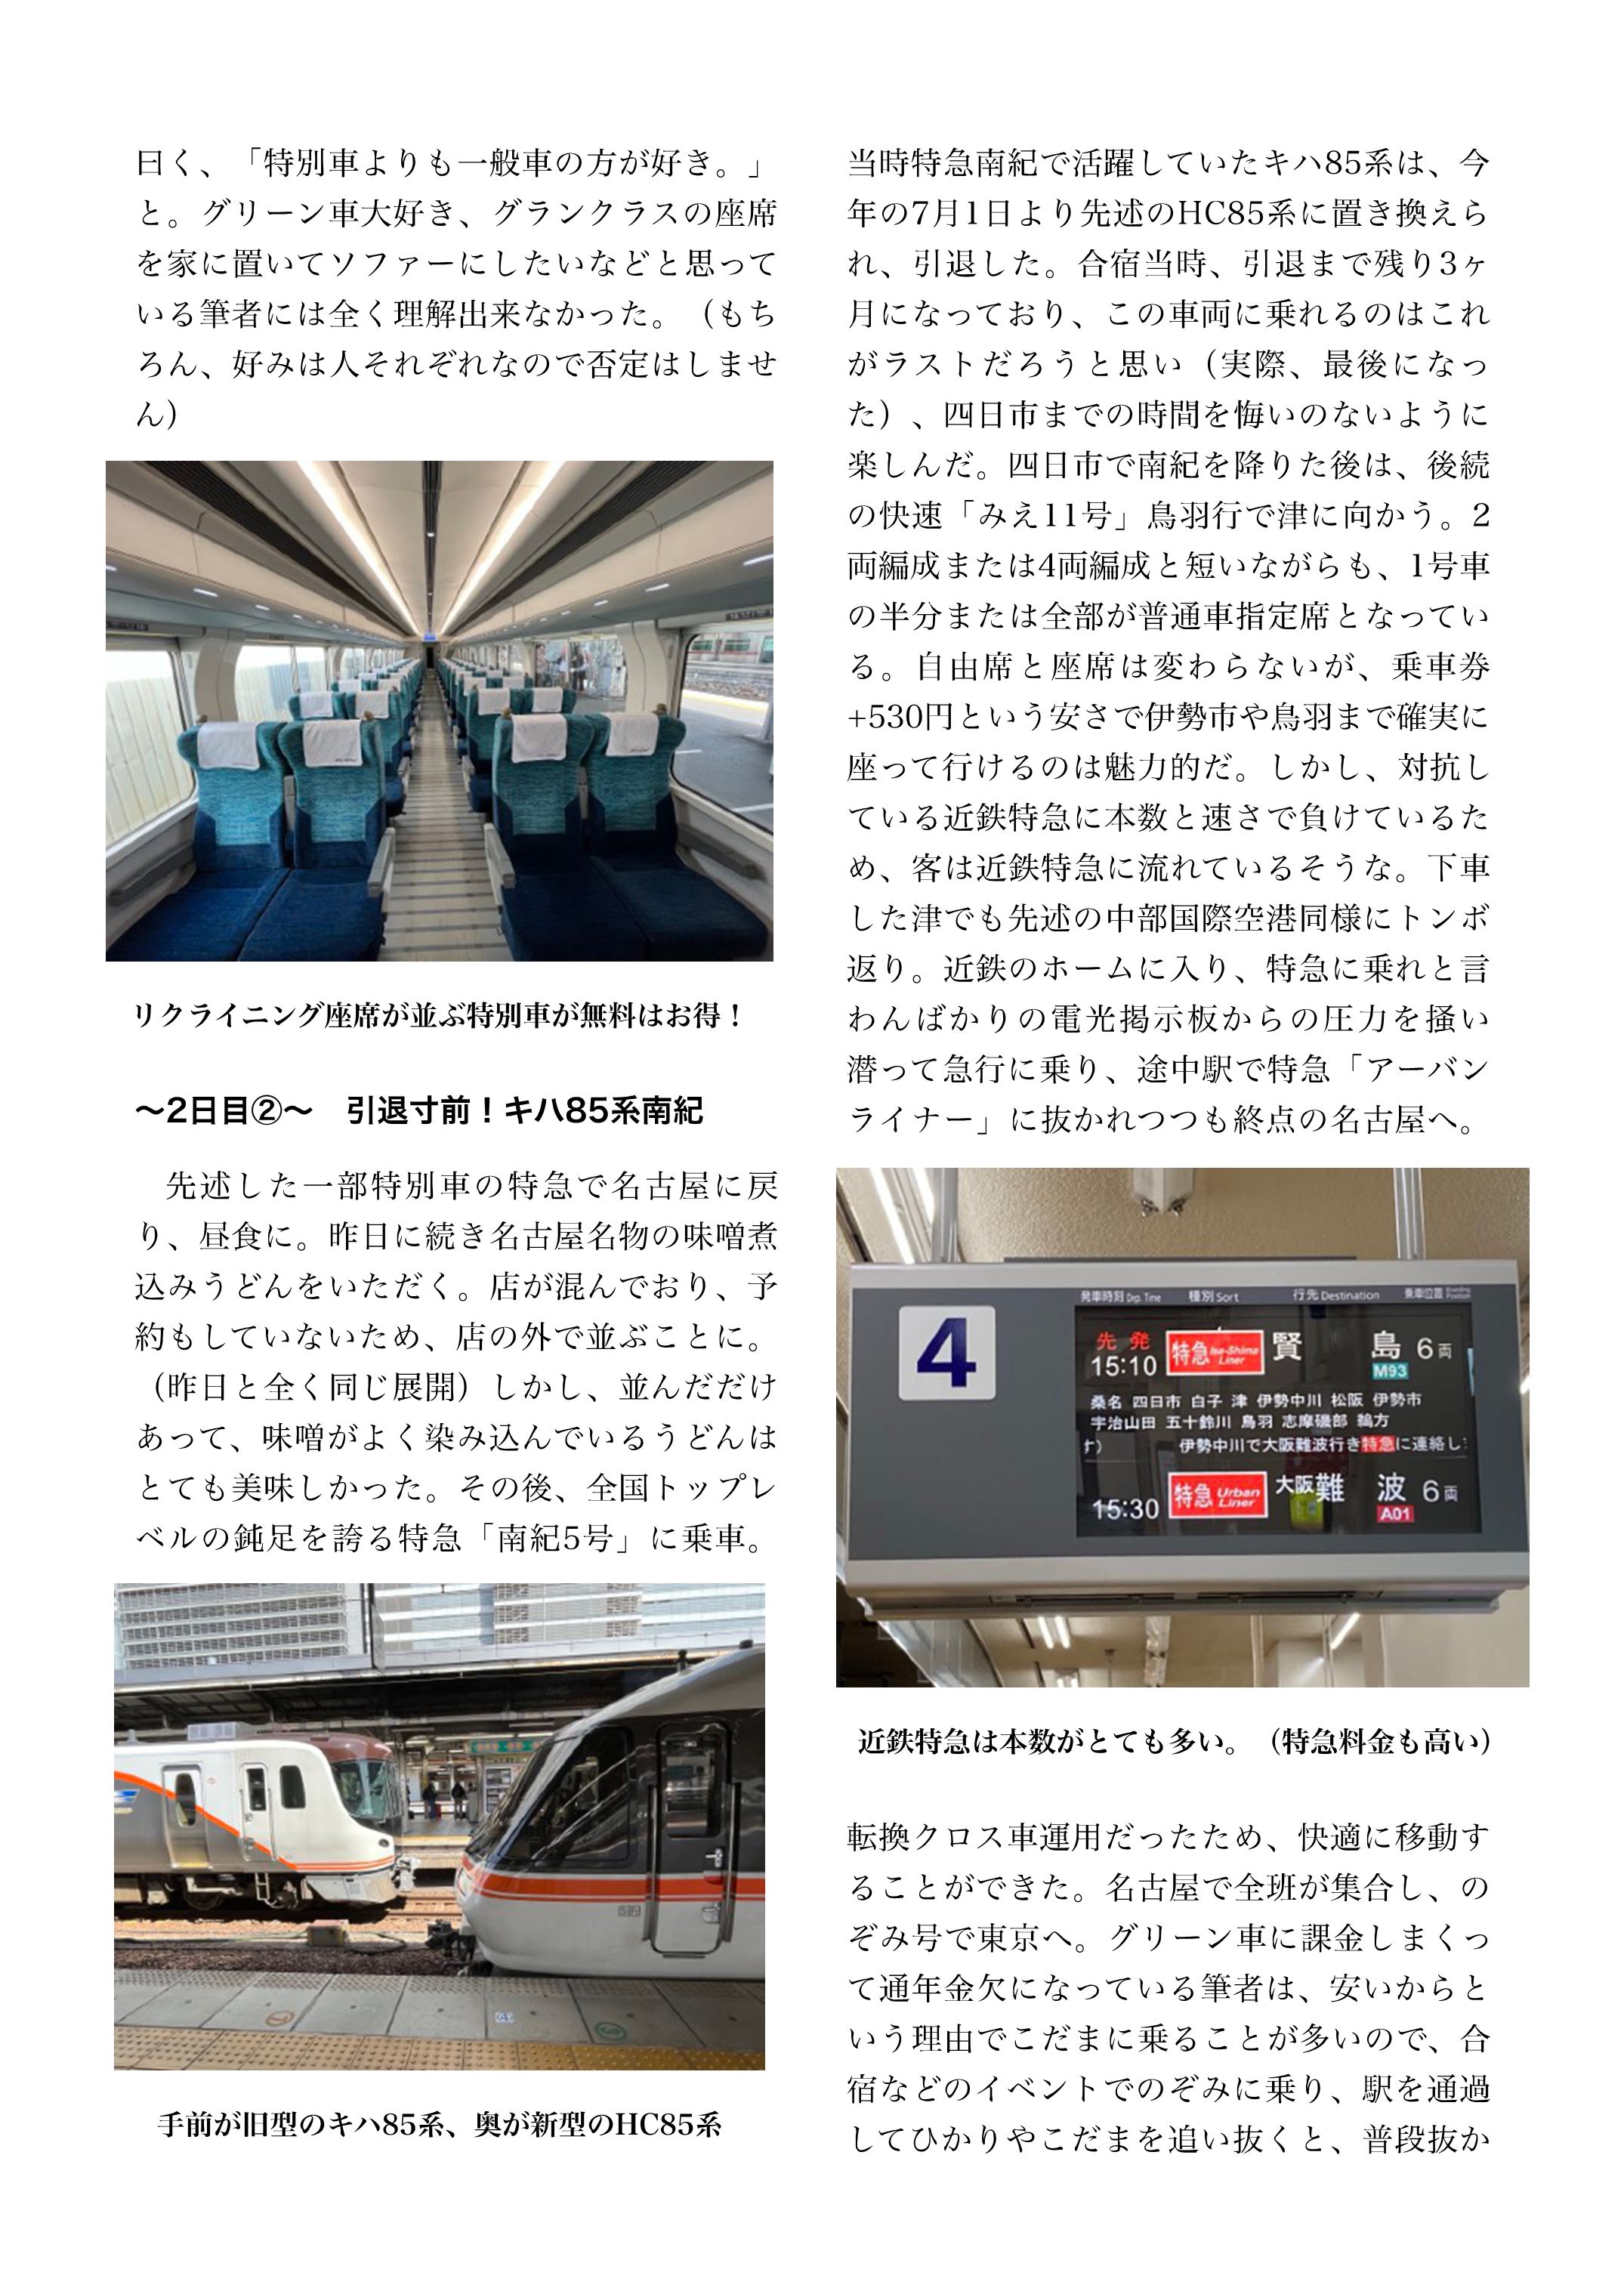 曰く、「特別車よりも一般車の方が好き。」
と。グリーン車大好き、グランクラスの座席
を家に置いてソファーにしたいなどと思って
いる筆者には全く理解出来なかった。（もち
ろん、好みは人それぞれなので否定はしませ
ん）
リクライニング座席が並ぶ特別車が無料はお得！
〜2日目②〜　引退寸前！キハ85系南紀
　先述した一部特別車の特急で名古屋に戻
り、昼食に。昨日に続き名古屋名物の味噌煮
込みうどんをいただく。店が混んでおり、予
約もしていないため、店の外で並ぶことに。
（昨日と全く同じ展開）しかし、並んだだけ
あって、味噌がよく染み込んでいるうどんは
とても美味しかった。その後、全国トップレ
ベルの鈍足を誇る特急「南紀5号」に乗車。
手前が旧型のキハ85系、奥が新型のHC85系
当時特急南紀で活躍していたキハ85系は、今
年の7月1日より先述のHC85系に置き換えら
れ、引退した。合宿当時、引退まで残り3ヶ
月になっており、この車両に乗れるのはこれ
がラストだろうと思い（実際、最後になっ
た）、四日市までの時間を悔いのないように
楽しんだ。四日市で南紀を降りた後は、後続
の快速「みえ11号」鳥羽行で津に向かう。2
両編成または4両編成と短いながらも、1号車
の半分または全部が普通車指定席となってい
る。自由席と座席は変わらないが、乗車券
+530円という安さで伊勢市や鳥羽まで確実に
座って行けるのは魅力的だ。しかし、対抗し
ている近鉄特急に本数と速さで負けているた
め、客は近鉄特急に流れているそうな。下車
した津でも先述の中部国際空港同様にトンボ
返り。近鉄のホームに入り、特急に乗れと言
わんばかりの電光掲示板からの圧力を掻い
潜って急行に乗り、途中駅で特急「アーバン
ライナー」に抜かれつつも終点の名古屋へ。
発車時刻 Dep. Time 種別 Sort 行先 Destination 乗車位置
4
先発
15:10 特急 Ise-Shima Liner 賢島 6両
M93
桑名 四日市 白子 津 伊勢中川 松阪 伊勢市
宇治山田 五十鈴川 鳥羽 志摩磯部 鵜方
す） 伊勢中川で大阪難波行き特急に連絡し
15:30 特急 Urban Liner 大阪難波 6両
A01
近鉄特急は本数がとても多い。（特急料金も高い）
転換クロス車運用だったため、快適に移動す
ることができた。名古屋で全班が集合し、の
ぞみ号で東京へ。グリーン車に課金しまくっ
て通年金欠になっている筆者は、安いからと
いう理由でこだまに乗ることが多いので、合
宿などのイベントでのぞみに乗り、駅を通過
してひかりやこだまを追い抜くと、普段抜か